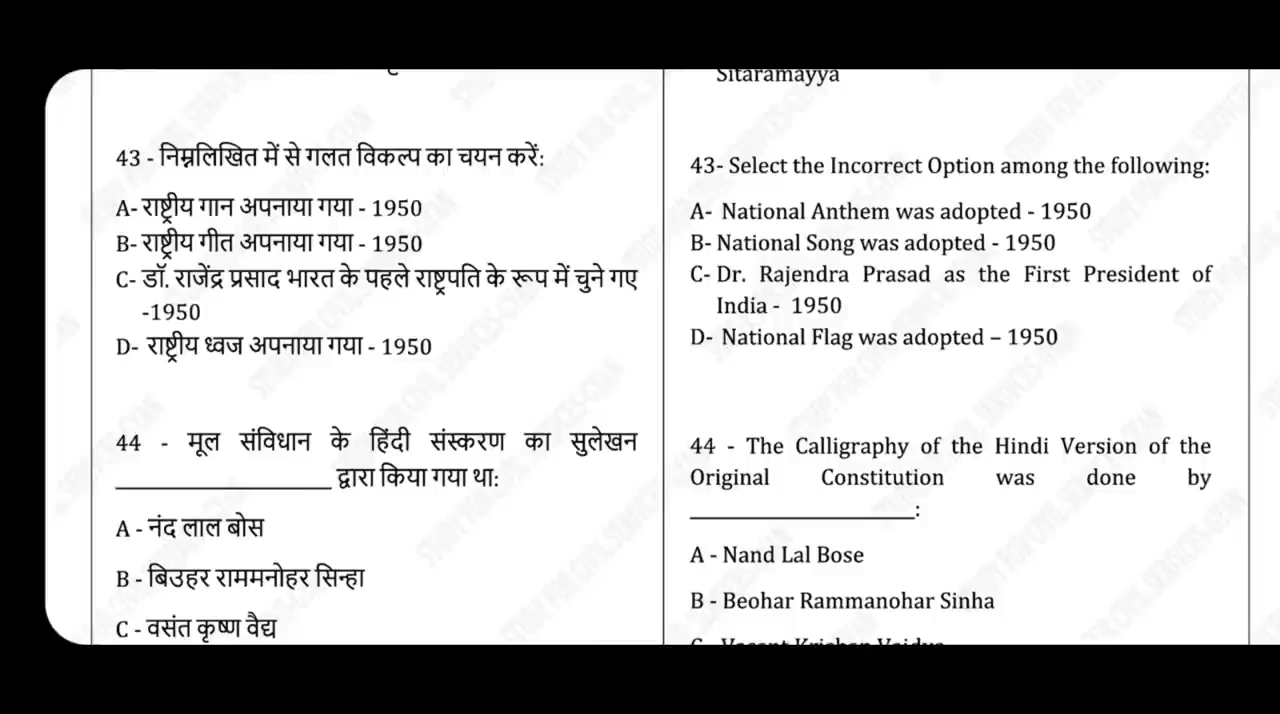 43 - निम्नलिखित में से गलत विकल्प का चयन करें:
A- राष्ट्रीय गान अपनाया गया - 1950
B- राष्ट्रीय गीत अपनाया गया - 1950
C- डॉ. राजेंद्र प्रसाद भारत के पहले राष्ट्रपति के रूप में चुने गए
-1950
D- राष्ट्रीय ध्वज अपनाया गया - 1950
44 - मूल संविधान के हिंदी संस्करण का सुलेखन
____________________ द्वारा किया गया था:
A - नंद लाल बोस
B - बिउहर राममनोहर सिन्हा
C - वसंत कृष्ण वैद्य
Sitaramayya
43- Select the Incorrect Option among the following:
A- National Anthem was adopted - 1950
B- National Song was adopted - 1950
C- Dr. Rajendra Prasad as the First President of
India - 1950
D- National Flag was adopted – 1950
44 - The Calligraphy of the Hindi Version of the
Original Constitution was done by
____________________:
A - Nand Lal Bose
B - Beohar Rammanohar Sinha